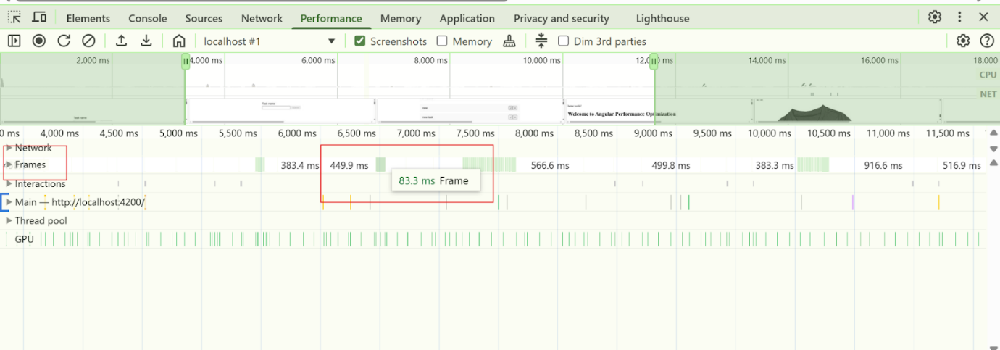 Elements Console Sources Network Performance Memory Application Privacy and security Lighthouse
localhost #1 Screenshots Memory Dim 3rd parties
2,000 ms 4,000 ms 6,000 ms 8,000 ms 10,000 ms 12,0 ms 14,000 ms 16,000 ms 18,000
CPU
NET
Task name
Task name
new
new task
Welcome to Angular Performance Optimization
0 ms 4,000 ms 4,500 ms 5,000 ms 5,500 ms 6,000 ms 6,500 ms 7,000 ms 7,500 ms 8,000 ms 8,500 ms 9,000 ms 9,500 ms 10,000 ms 10,500 ms 11,000 ms 11,500 ms
Network
Frames 383.4 ms 449.9 ms 566.6 ms 499.8 ms 383.3 ms 916.6 ms 516.9 ms
83.3 ms Frame
Interactions
Main — http://localhost:4200/
Thread pool
GPU